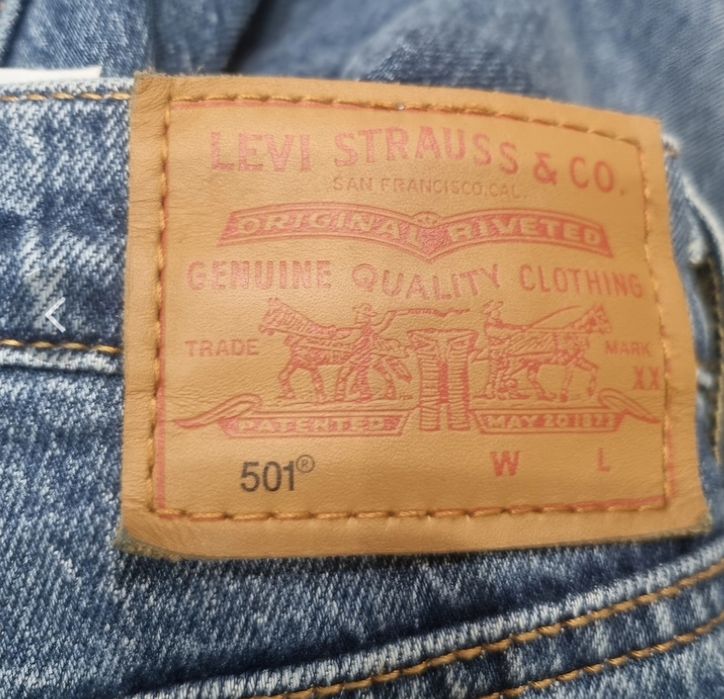 LEVI STRAUSS & CO.
SAN FRANCISCO, CAL.
ORIGINAL RIVETED
GENUINE QUALITY CLOTHING
TRADE MARK
XX
PATENTED MAY 20 1873
501® W L